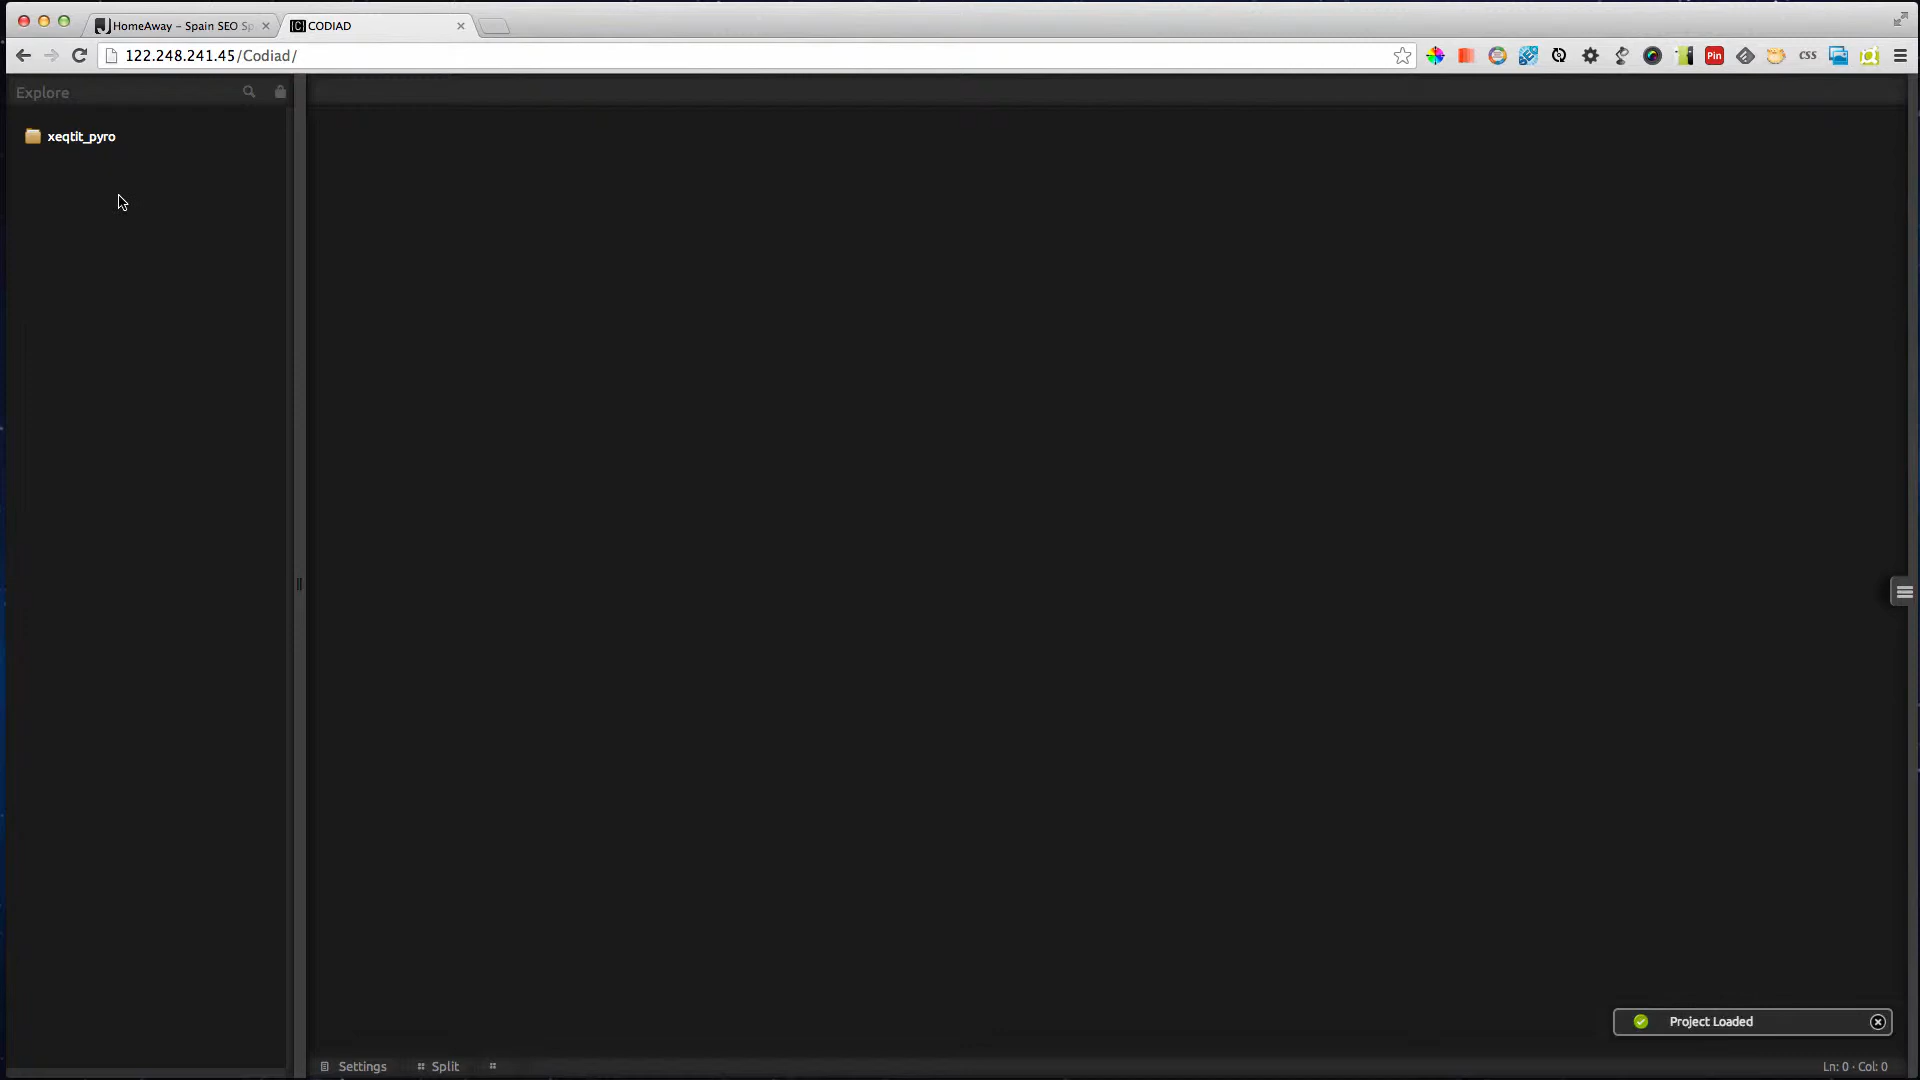 HomeAway – Spain SEO Sp
CODIAD
122.248.241.45/Codiad/
Pin
CSS
Explore
xeqtit_pyro
Project Loaded
Settings
Split
Ln: 0 · Col: 0